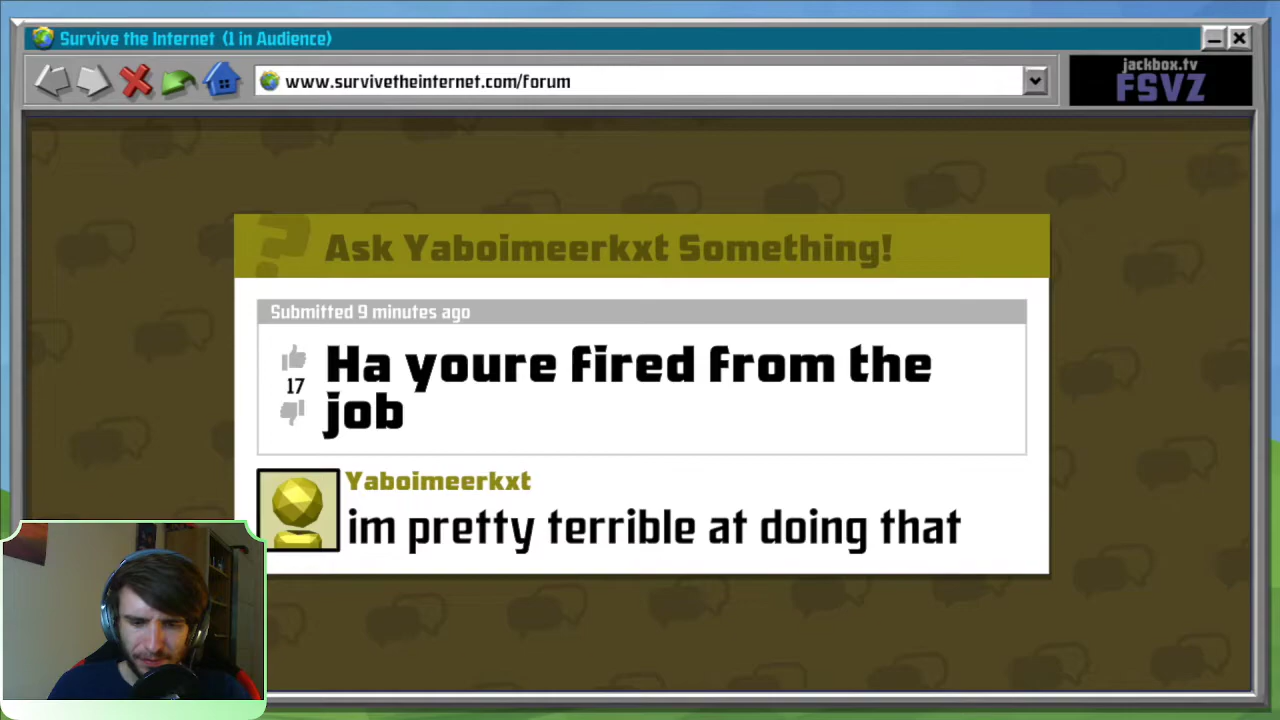 Survive the Internet (1 in Audience)
www.survivetheinternet.com/forum
jackbox.tv
FSVZ
Ask Yaboimeerkxt Something!
Submitted 9 minutes ago
17
Ha youre fired from the
job
Yaboimeerkxt
im pretty terrible at doing that